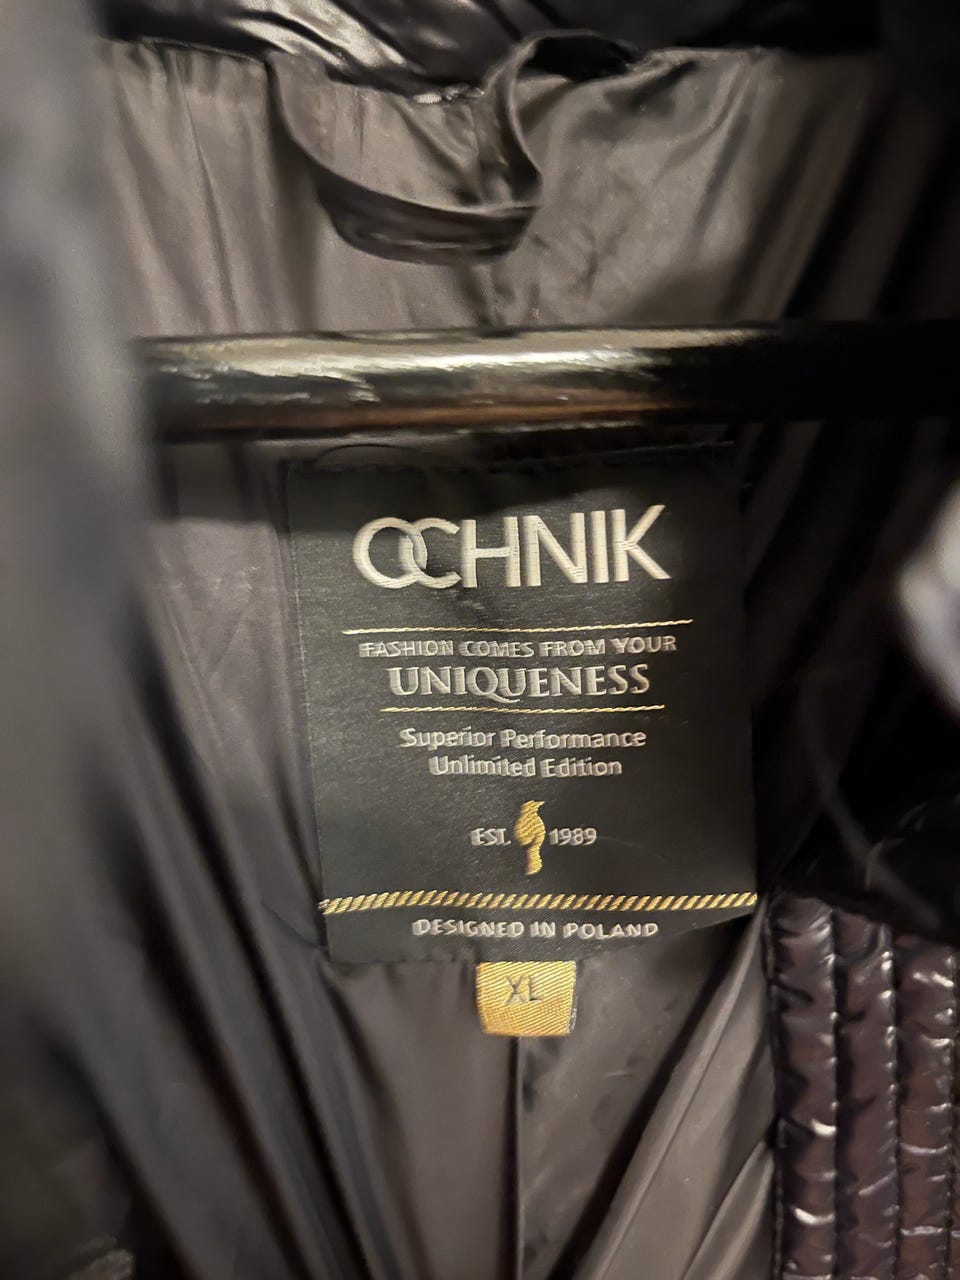 OCHNIK
FASHION COMES FROM YOUR
UNIQUENESS
Superior Performance
Unlimited Edition
EST. 1989
DESIGNED IN POLAND
XL